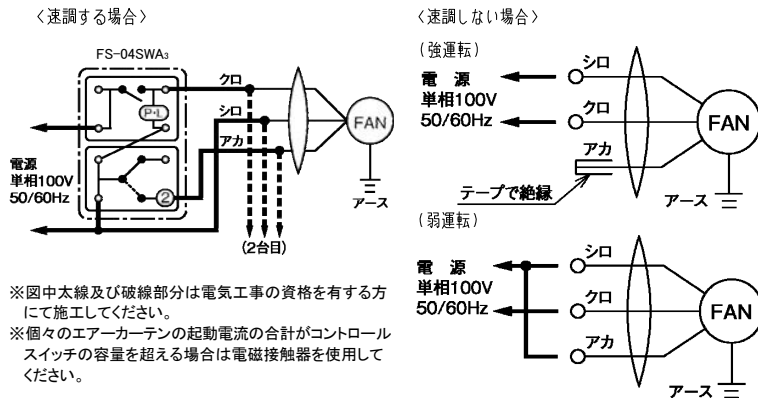 〈速調する場合〉
FS-04SWA₃
クロ
P·L
シロ
FAN
アカ
電源
単相100V
50/60Hz
2
アース
(2台目)
※図中太線及び破線部分は電気工事の資格を有する方
にて施工してください。
※個々のエアーカーテンの起動電流の合計がコントロール
スイッチの容量を超える場合は電磁接触器を使用して
ください。
〈速調しない場合〉
(強運転)
シロ
電 源
単相100V
50/60Hz
クロ
FAN
アカ
テープで絶縁
アース
(弱運転)
シロ
電 源
単相100V
50/60Hz
クロ
FAN
アカ
アース